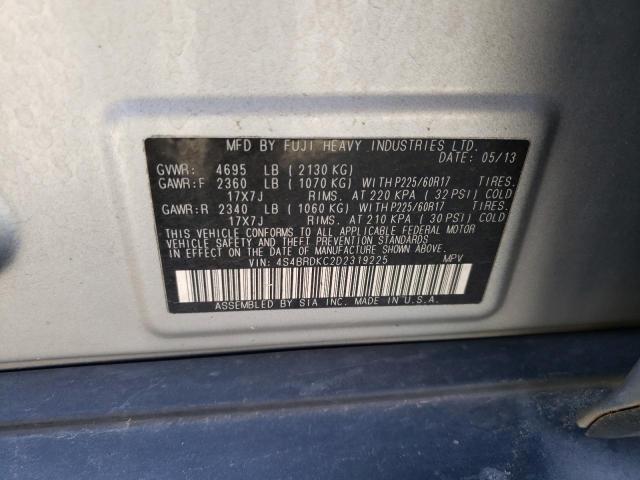 MFD BY FUJI HEAVY INDUSTRIES LTD.
DATE: 05/13
GVWR: 4695 LB (2130 KG)
GAWR:F 2360 LB (1070 KG) WITH P225/60R17 TIRES.
17X7J RIMS. AT 220 KPA (32 PSI) COLD
GAWR:R 2340 LB (1060 KG) WITH P225/60R17 TIRES.
17X7J RIMS. AT 210 KPA (30 PSI) COLD
THIS VEHICLE CONFORMS TO ALL APPLICABLE FEDERAL MOTOR
VEHICLE SAFETY AND THEFT PREVENTION STANDARDS
IN EFFECT ON THE DATE OF MANUFACTURE SHOWN ABOVE.
VIN: 4S4BRDKC2D2319225 MPV
ASSEMBLED BY SIA INC. MADE IN U.S.A.